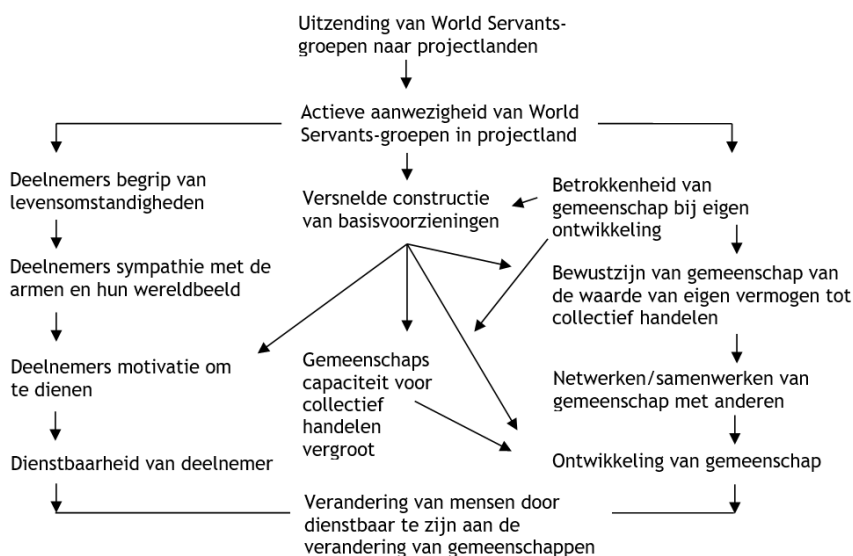 Uitzending van World Servants-
groepen naar projectlanden
Actieve aanwezigheid van World
Servants-groepen in projectland
Deelnemers begrip van
levensomstandigheden
Versnelde constructie
van basisvoorzieningen
Betrokkenheid van
gemeenschap bij eigen
ontwikkeling
Deelnemers sympathie met de
armen en hun wereldbeeld
Bewustzijn van gemeenschap van
de waarde van eigen vermogen tot
collectief handelen
Deelnemers motivatie om
te dienen
Gemeenschaps
capaciteit voor
collectief
handelen
vergroot
Netwerken/samenwerken van
gemeenschap met anderen
Dienstbaarheid van deelnemer
Ontwikkeling van gemeenschap
Verandering van mensen door
dienstbaar te zijn aan de
verandering van gemeenschappen